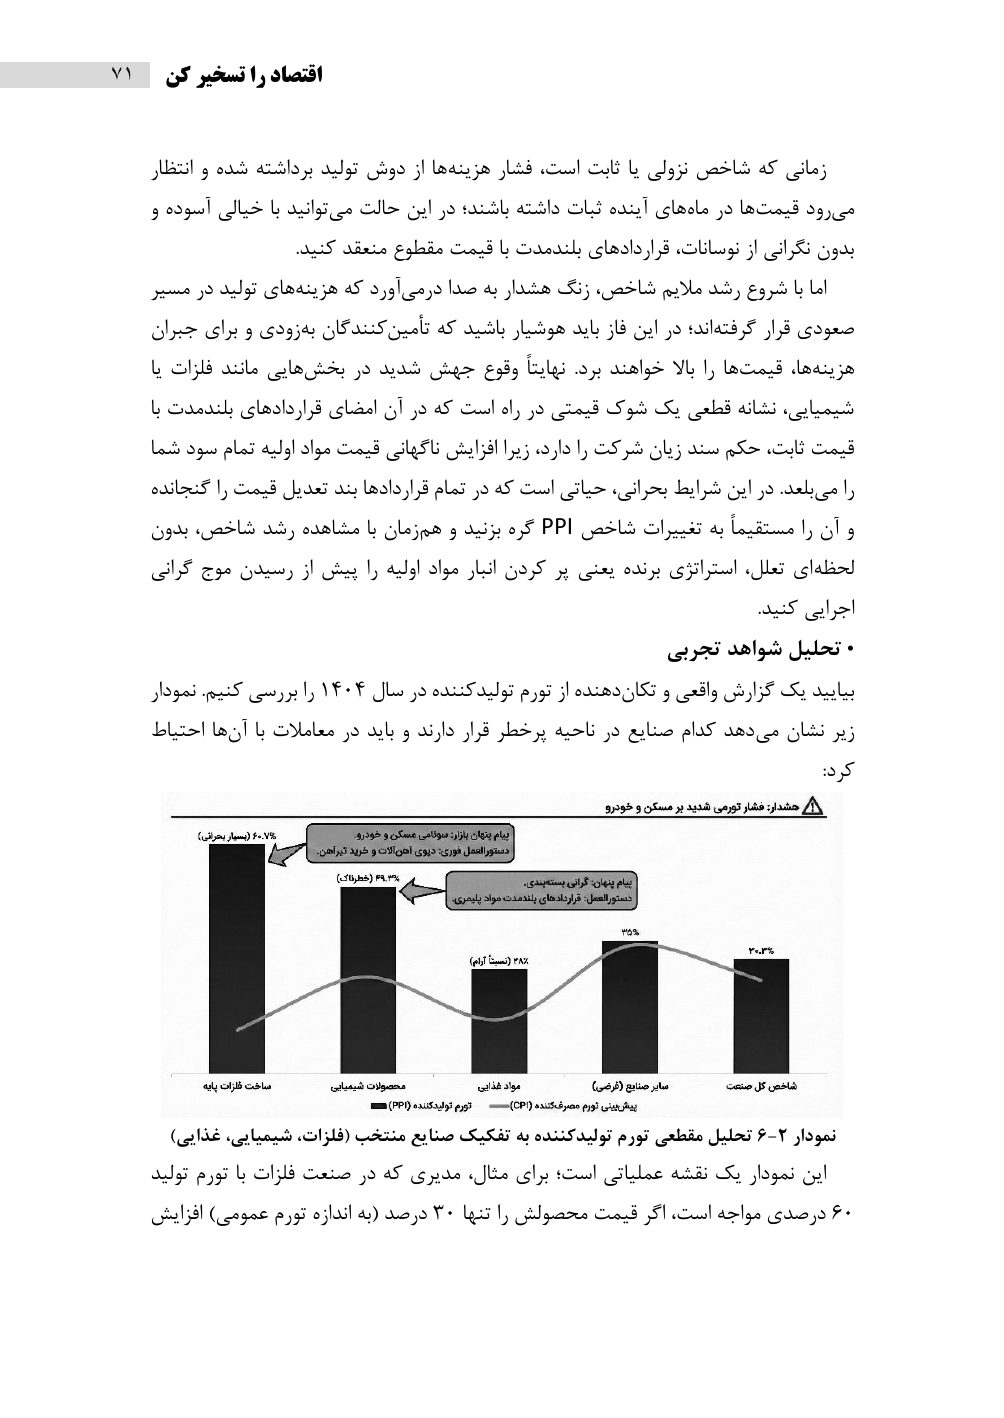 اقتصاد را تسخیر کن ۷۱
زمانی که شاخص نزولی یا ثابت است، فشار هزینه‌ها از دوش تولید برداشته شده و انتظار
می‌رود قیمت‌ها در ماه‌های آینده ثبات داشته باشند؛ در این حالت می‌توانید با خیالی آسوده و
بدون نگرانی از نوسانات، قراردادهای بلندمدت با قیمت مقطوع منعقد کنید.
اما با شروع رشد ملایم شاخص، زنگ هشدار به صدا درمی‌آورد که هزینه‌های تولید در مسیر
صعودی قرار گرفته‌اند؛ در این فاز باید هوشیار باشید که تأمین‌کنندگان به‌زودی و برای جبران
هزینه‌ها، قیمت‌ها را بالا خواهند برد. نهایتاً وقوع جهش شدید در بخش‌هایی مانند فلزات یا
شیمیایی، نشانه قطعی یک شوک قیمتی در راه است که در آن امضای قراردادهای بلندمدت با
قیمت ثابت، حکم سند زیان شرکت را دارد، زیرا افزایش ناگهانی قیمت مواد اولیه تمام سود شما
را می‌بلعد. در این شرایط بحرانی، حیاتی است که در تمام قراردادها بند تعدیل قیمت را گنجانده
و آن را مستقیماً به تغییرات شاخص PPI گره بزنید و هم‌زمان با مشاهده رشد شاخص، بدون
لحظه‌ای تعلل، استراتژی برنده یعنی پر کردن انبار مواد اولیه را پیش از رسیدن موج گرانی
اجرایی کنید.
• تحلیل شواهد تجربی
بیایید یک گزارش واقعی و تکان‌دهنده از تورم تولیدکننده در سال ۱۴۰۴ را بررسی کنیم. نمودار
زیر نشان می‌دهد کدام صنایع در ناحیه پرخطر قرار دارند و باید در معاملات با آن‌ها احتیاط
کرد:
هشدار: فشار تورمی شدید بر مسکن و خودرو
۶۰.۷% (بسیار بحرانی)
پیام پنهان بازار: سونامی مسکن و خودرو.
دستورالعمل فوری: دپوی آهن‌آلات و خرید تیرآهن.
۴۹.۳% (خطرناک)
پیام پنهان: گرانی بسته‌بندی.
دستورالعمل: قراردادهای بلندمدت مواد پلیمری.
۲۸٪ (نسبتاً آرام)
۳۵%
۳۰.۳%
ساخت فلزات پایه
محصولات شیمیایی
مواد غذایی
سایر صنایع (فرضی)
شاخص کل صنعت
تورم تولیدکننده (PPI)
پیش‌بینی تورم مصرف‌کننده (CPI)
نمودار ۲-۶ تحلیل مقطعی تورم تولیدکننده به تفکیک صنایع منتخب (فلزات، شیمیایی، غذایی)
این نمودار یک نقشه عملیاتی است؛ برای مثال، مدیری که در صنعت فلزات با تورم تولید
۶۰ درصدی مواجه است، اگر قیمت محصولش را تنها ۳۰ درصد (به اندازه تورم عمومی) افزایش